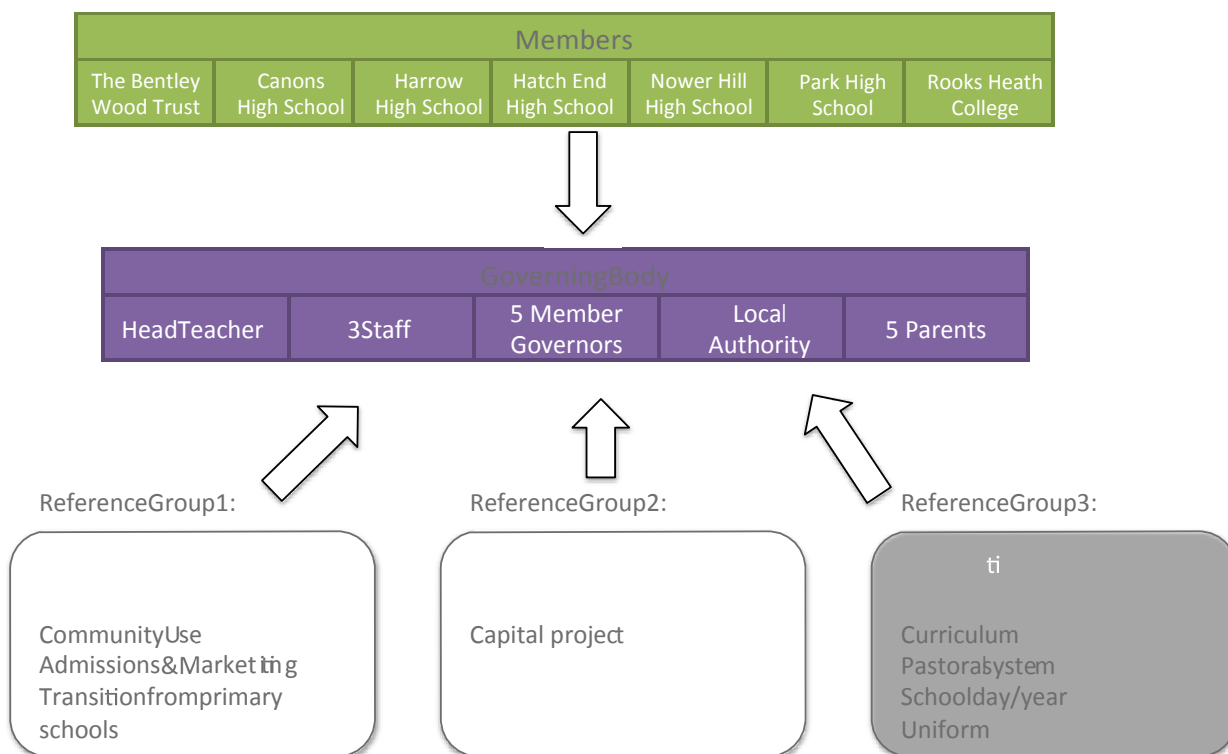 Members
The Bentley Wood Trust
Canons High School
Harrow High School
Hatch End High School
Nower Hill High School
Park High School
Rooks Heath College
GoverningBody
HeadTeacher
3Staff
5 Member Governors
Local Authority
5 Parents
ReferenceGroup1:
CommunityUse
Admissions&Marketing
Transitionfromprimary
schools
ReferenceGroup2:
Capital project
ReferenceGroup3:
ti
Curriculum
Pastoralsystem
Schoolday/year
Uniform